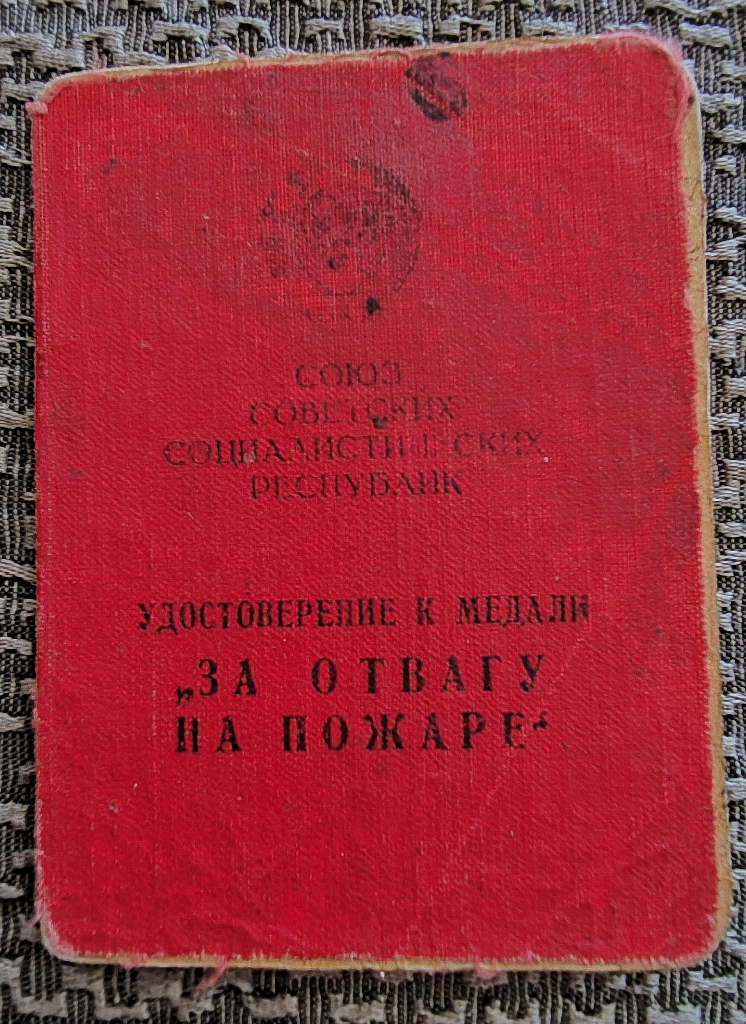 СОЮЗ
СОВЕТСКИХ
СОЦИАЛИСТИЧЕСКИХ
РЕСПУБЛИК
УДОСТОВЕРЕНИЕ К МЕДАЛИ
„ЗА ОТВАГУ
НА ПОЖАРЕ“